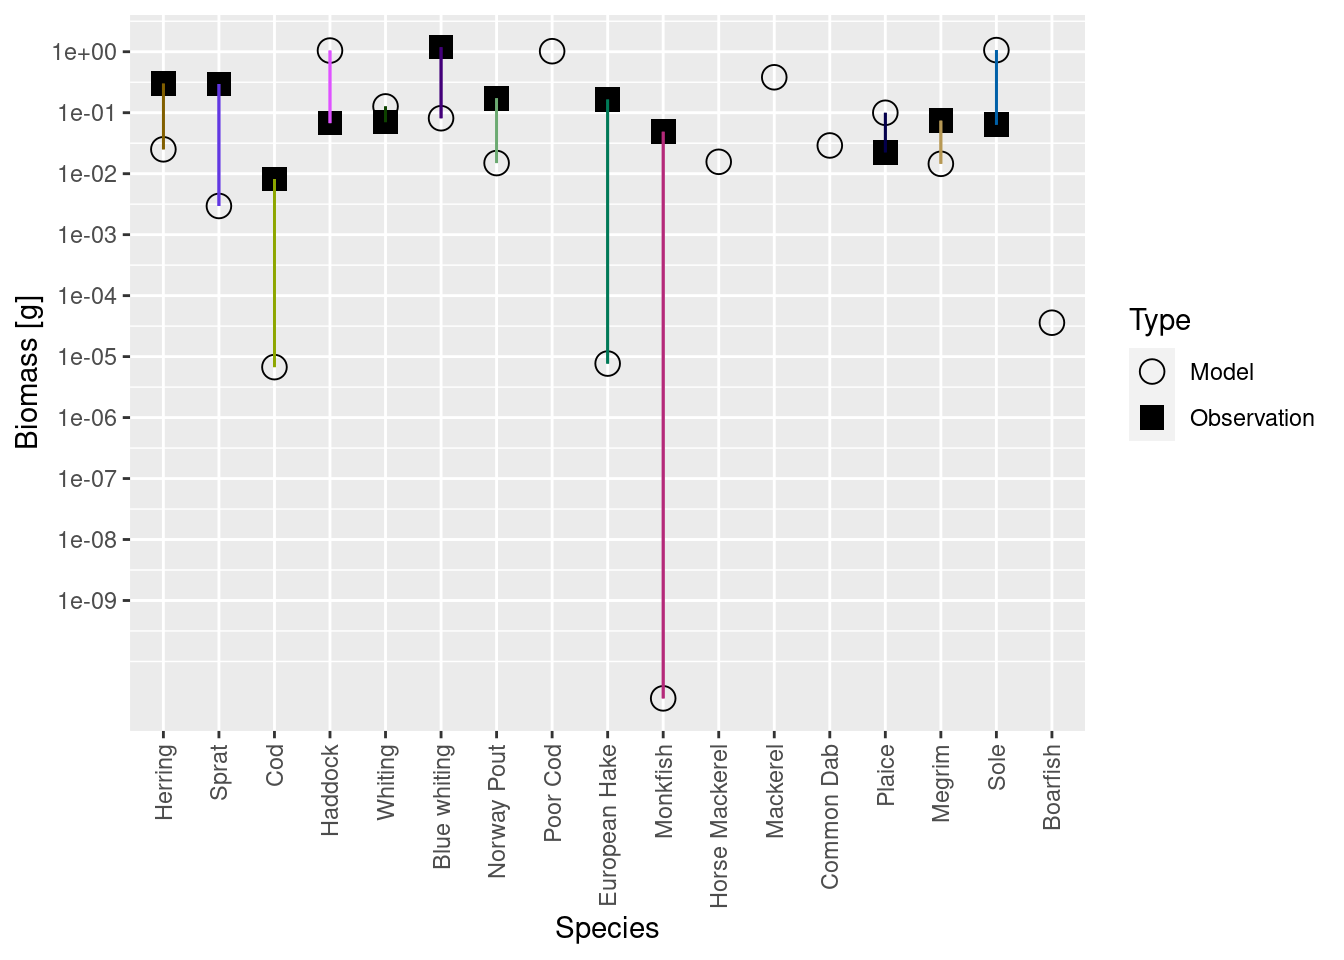 1e+00
1e-01
1e-02
1e-03
1e-04
1e-05
1e-06
1e-07
1e-08
1e-09
Biomass [g]
Herring
Sprat
Cod
Haddock
Whiting
Blue whiting
Norway Pout
Poor Cod
European Hake
Monkfish
Horse Mackerel
Mackerel
Common Dab
Plaice
Megrim
Sole
Boarfish
Species
Type
Model
Observation